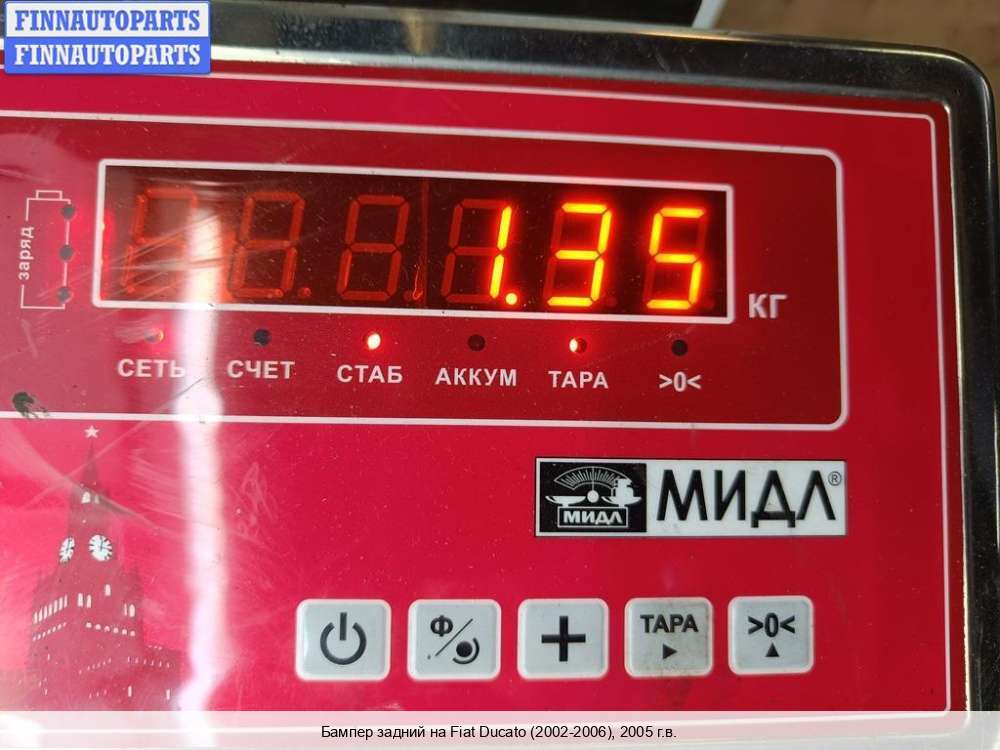 FINNAUTOPARTS
FINNAUTOPARTS
заряд
1.35
КГ
СЕТЬ СЧЕТ СТАБ АККУМ ТАРА >0<
МИДЛ МИДЛ®
Ф
ТАРА >0<
Бампер задний на Fiat Ducato (2002-2006), 2005 г.в.